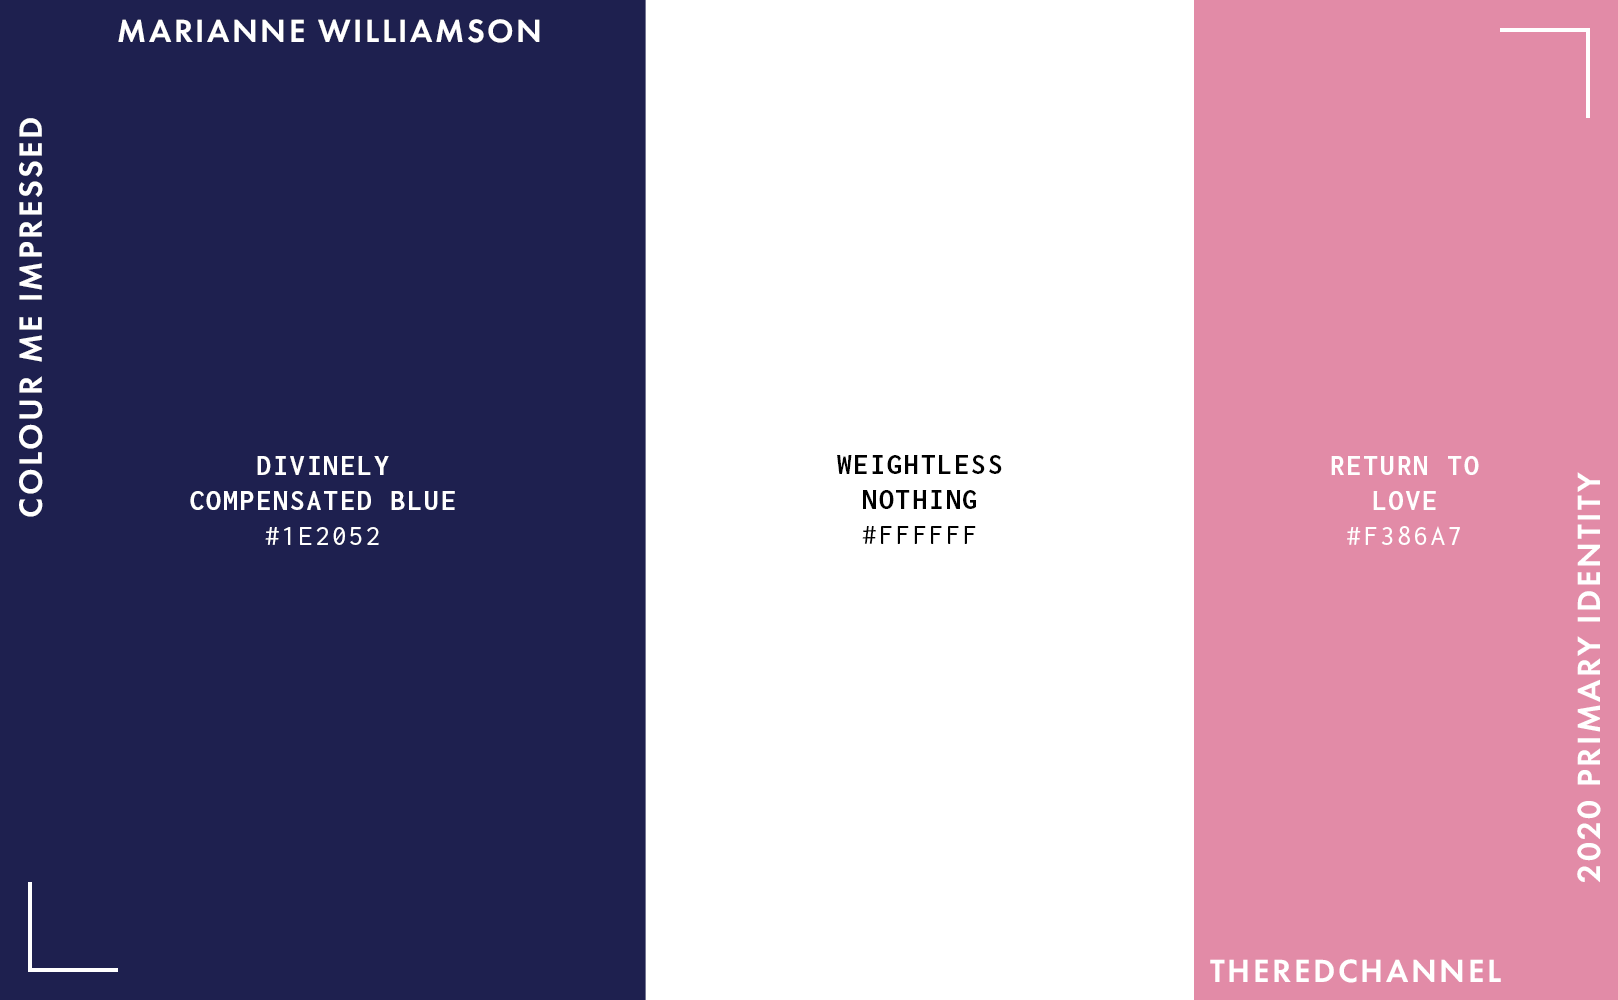 MARIANNE WILLIAMSON
COLOUR ME IMPRESSED
DIVINELY
COMPENSATED BLUE
#1E2052
WEIGHTLESS
NOTHING
#FFFFFF
RETURN TO
LOVE
#F386A7
2020 PRIMARY IDENTITY
THEREDCHANNEL